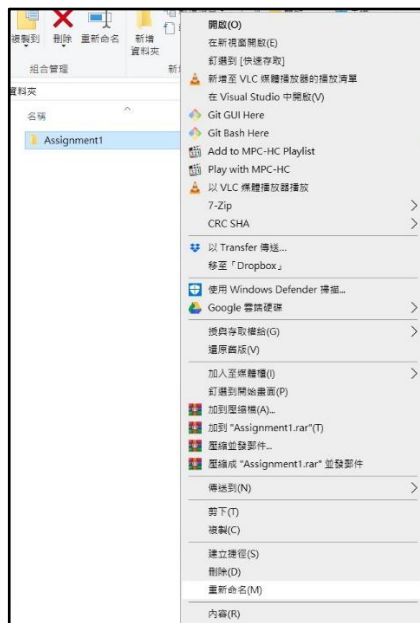 複製到
刪除
重新命名
新增
資料夾
組合管理
新增
資料夾
名稱
Assignment1
開啟(O)
在新視窗開啟(E)
釘選到 [快速存取]
新增至 VLC 媒體播放器的播放清單
在 Visual Studio 中開啟(V)
Git GUI Here
Git Bash Here
Add to MPC-HC Playlist
Play with MPC-HC
以 VLC 媒體播放器播放
7-Zip
CRC SHA
以 Transfer 傳送...
移至「Dropbox」
使用 Windows Defender 掃描...
Google 雲端硬碟
授與存取權給(G)
還原舊版(V)
加入至媒體櫃(I)
釘選到開始畫面(P)
加到壓縮檔(A)...
加到 "Assignment1.rar"(T)
壓縮並發郵件...
壓縮成 "Assignment1.rar" 並發郵件
傳送到(N)
剪下(T)
複製(C)
建立捷徑(S)
刪除(D)
重新命名(M)
內容(R)